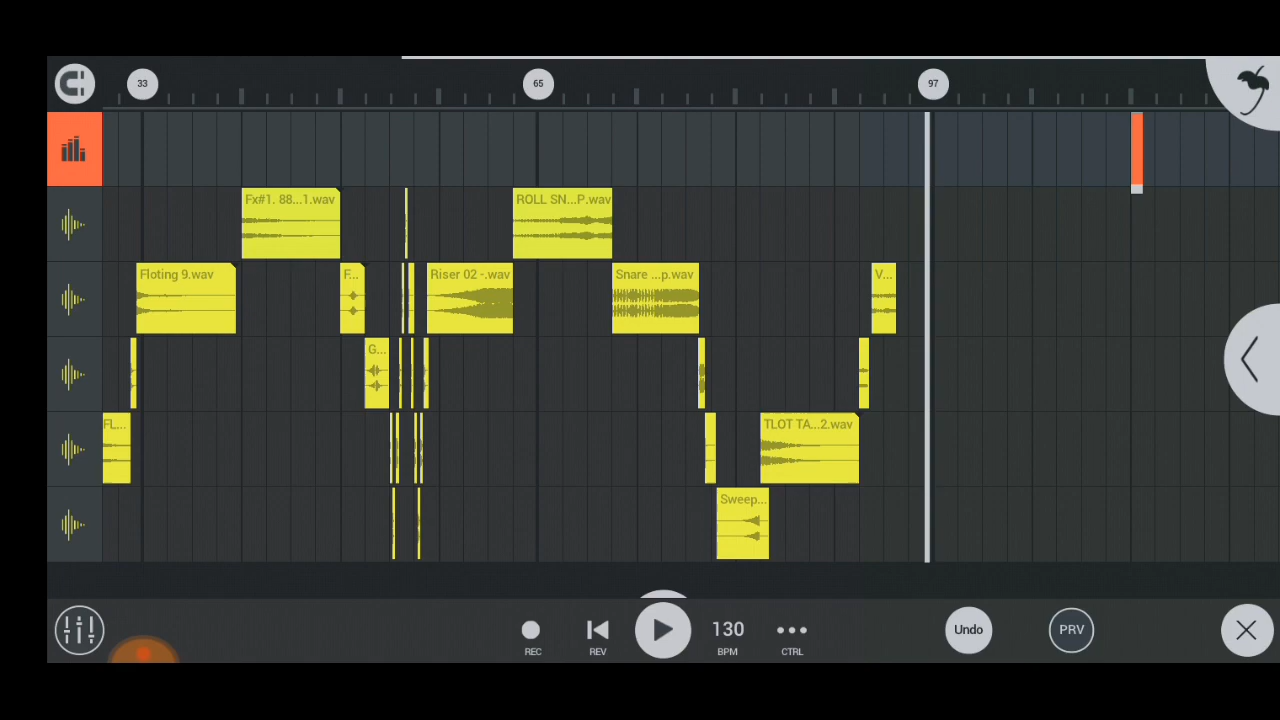 33
65
97
Fx#1. 88...1.wav
ROLL SN...P.wav
Floting 9.wav
F...
Riser 02 -.wav
Snare ...p.wav
V...
G...
FL...
TLOT TA...2.wav
Sweep...
130
Undo
PRV
REC
REV
BPM
CTRL